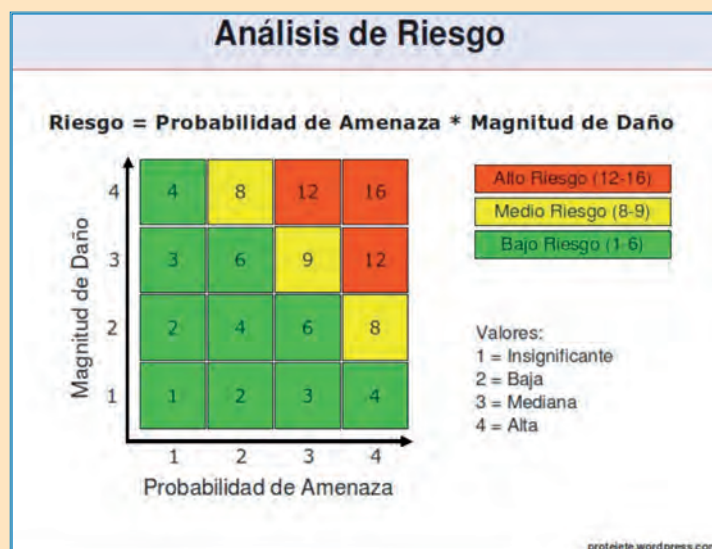 Análisis de Riesgo
Riesgo = Probabilidad de Amenaza * Magnitud de Daño
Magnitud de Daño
4 4 8 12 16
3 3 6 9 12
2 2 4 6 8
1 1 2 3 4
1 2 3 4
Probabilidad de Amenaza
Alto Riesgo (12-16)
Medio Riesgo (8-9)
Bajo Riesgo (1-6)
Valores:
1 = Insignificante
2 = Baja
3 = Mediana
4 = Alta
protejete.wordpress.com